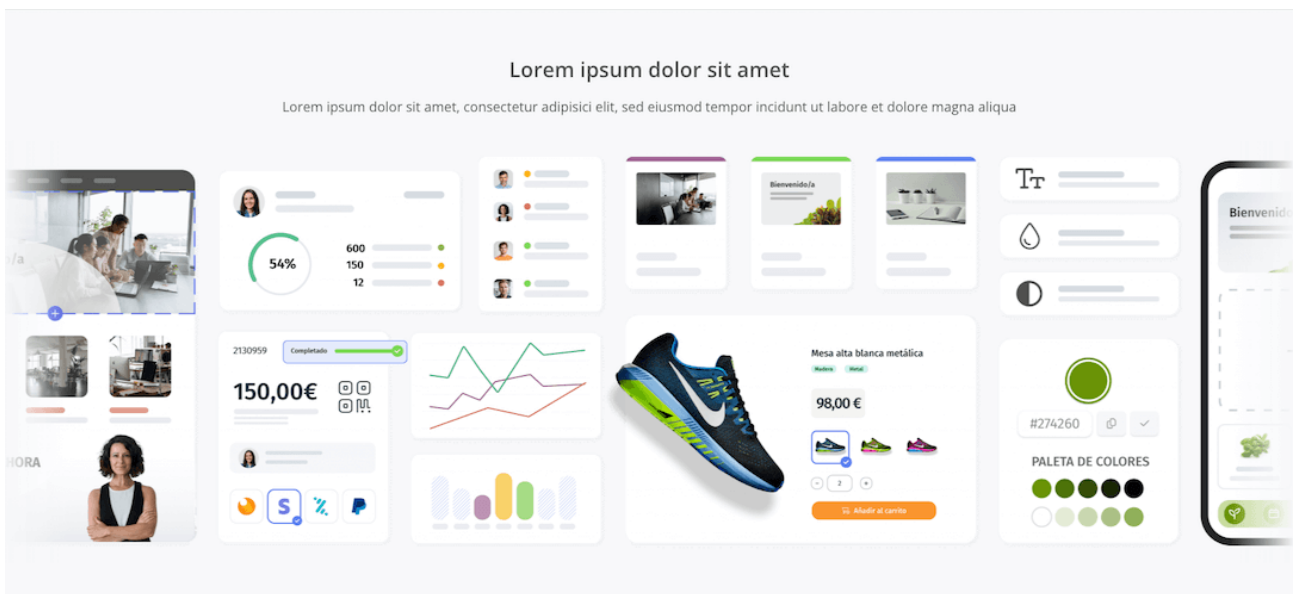 Lorem ipsum dolor sit amet
Lorem ipsum dolor sit amet, consectetur adipisici elit, sed eiusmod tempor incidunt ut labore et dolore magna aliqua
/a
HORA
54%
600
150
12
2130959
Completado
150,00€
S
Bienvenido/a
Mesa alta blanca metálica
Madera
Metal
98,00 €
2
Añadir al carrito
TT
#274260
PALETA DE COLORES
Bienvenido